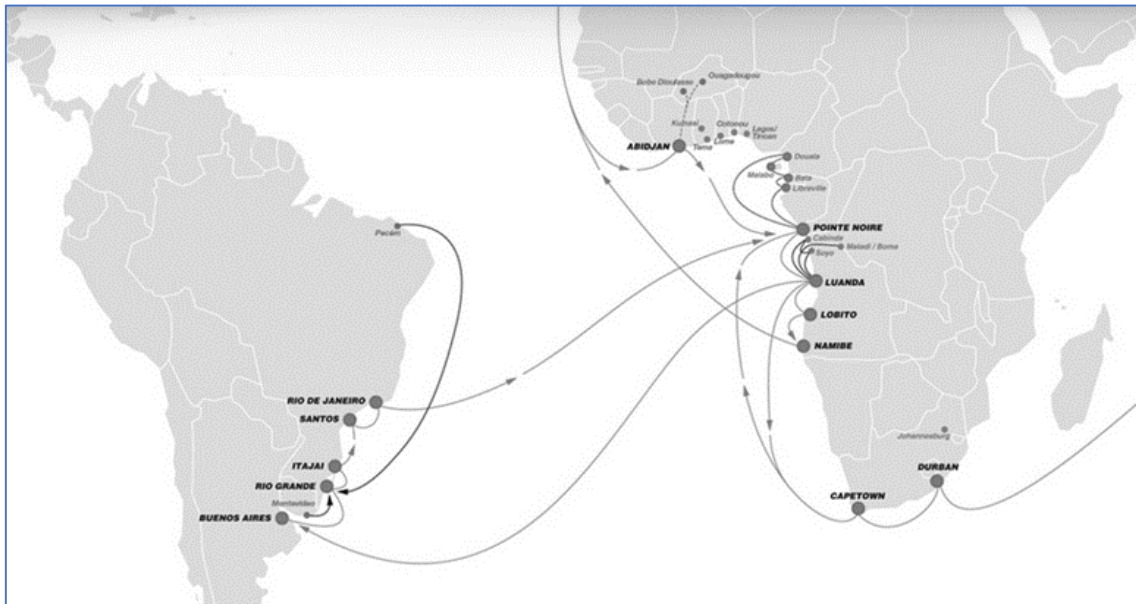 Bobo Dioulasso
Ouagadougou
Kumasi
Cotonou
Lagos/
Tincan
Tema
Lome
ABIDJAN
Douala
Malabo
Bata
Libreville
Pecém
POINTE NOIRE
Cabinda
Matadi / Boma
Soyo
LUANDA
LOBITO
NAMIBE
RIO DE JANEIRO
SANTOS
Johannesburg
ITAJAI
DURBAN
RIO GRANDE
CAPETOWN
Montevideo
BUENOS AIRES